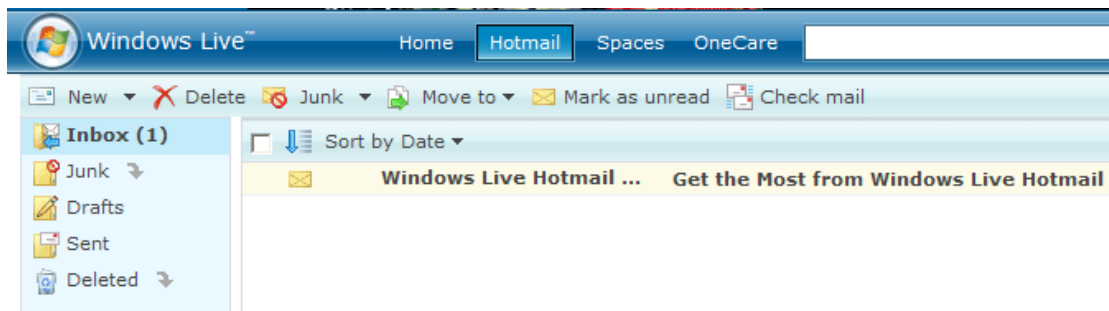 Windows Live™ Home Hotmail Spaces OneCare
New Delete Junk Move to Mark as unread Check mail
Inbox (1)
Sort by Date
Junk
Windows Live Hotmail ... Get the Most from Windows Live Hotmail
Drafts
Sent
Deleted